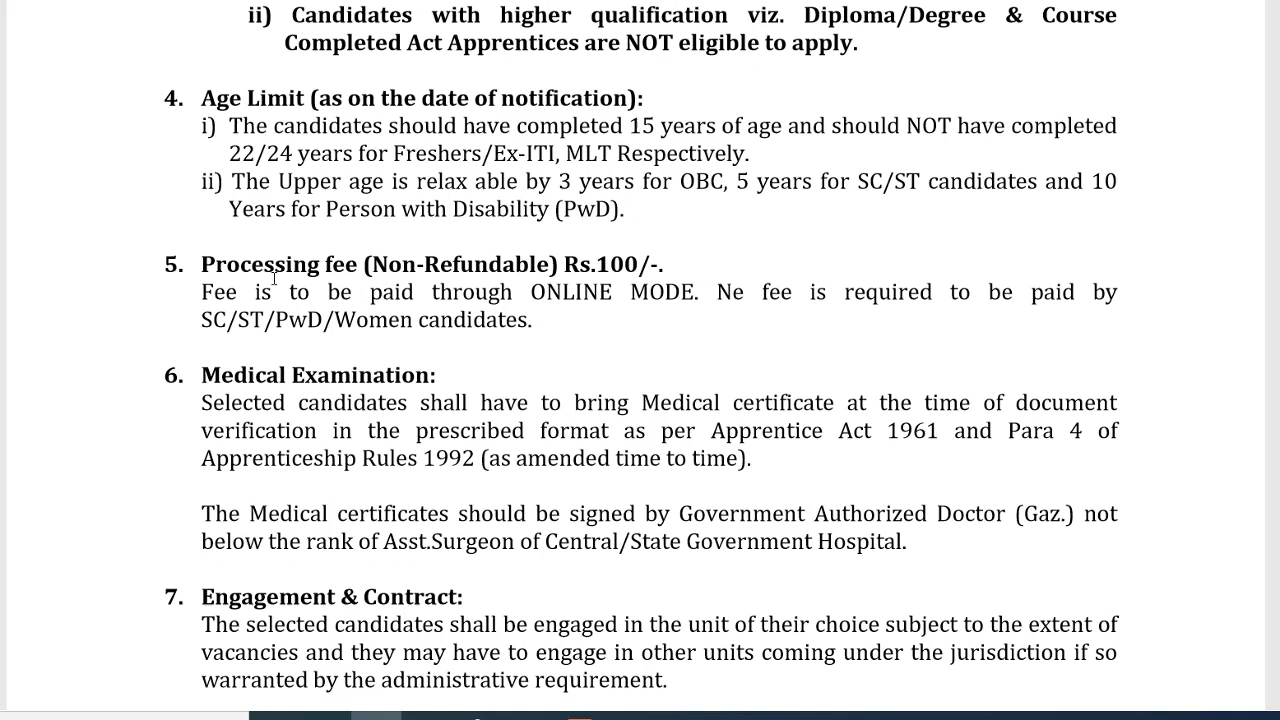 ii) Candidates with higher qualification viz. Diploma/Degree & Course
Completed Act Apprentices are NOT eligible to apply.
4. Age Limit (as on the date of notification):
i) The candidates should have completed 15 years of age and should NOT have completed
22/24 years for Freshers/Ex-ITI, MLT Respectively.
ii) The Upper age is relax able by 3 years for OBC, 5 years for SC/ST candidates and 10
Years for Person with Disability (PwD).
5. Processing fee (Non-Refundable) Rs.100/-.
Fee is to be paid through ONLINE MODE. Ne fee is required to be paid by
SC/ST/PwD/Women candidates.
6. Medical Examination:
Selected candidates shall have to bring Medical certificate at the time of document
verification in the prescribed format as per Apprentice Act 1961 and Para 4 of
Apprenticeship Rules 1992 (as amended time to time).
The Medical certificates should be signed by Government Authorized Doctor (Gaz.) not
below the rank of Asst.Surgeon of Central/State Government Hospital.
7. Engagement & Contract:
The selected candidates shall be engaged in the unit of their choice subject to the extent of
vacancies and they may have to engage in other units coming under the jurisdiction if so
warranted by the administrative requirement.